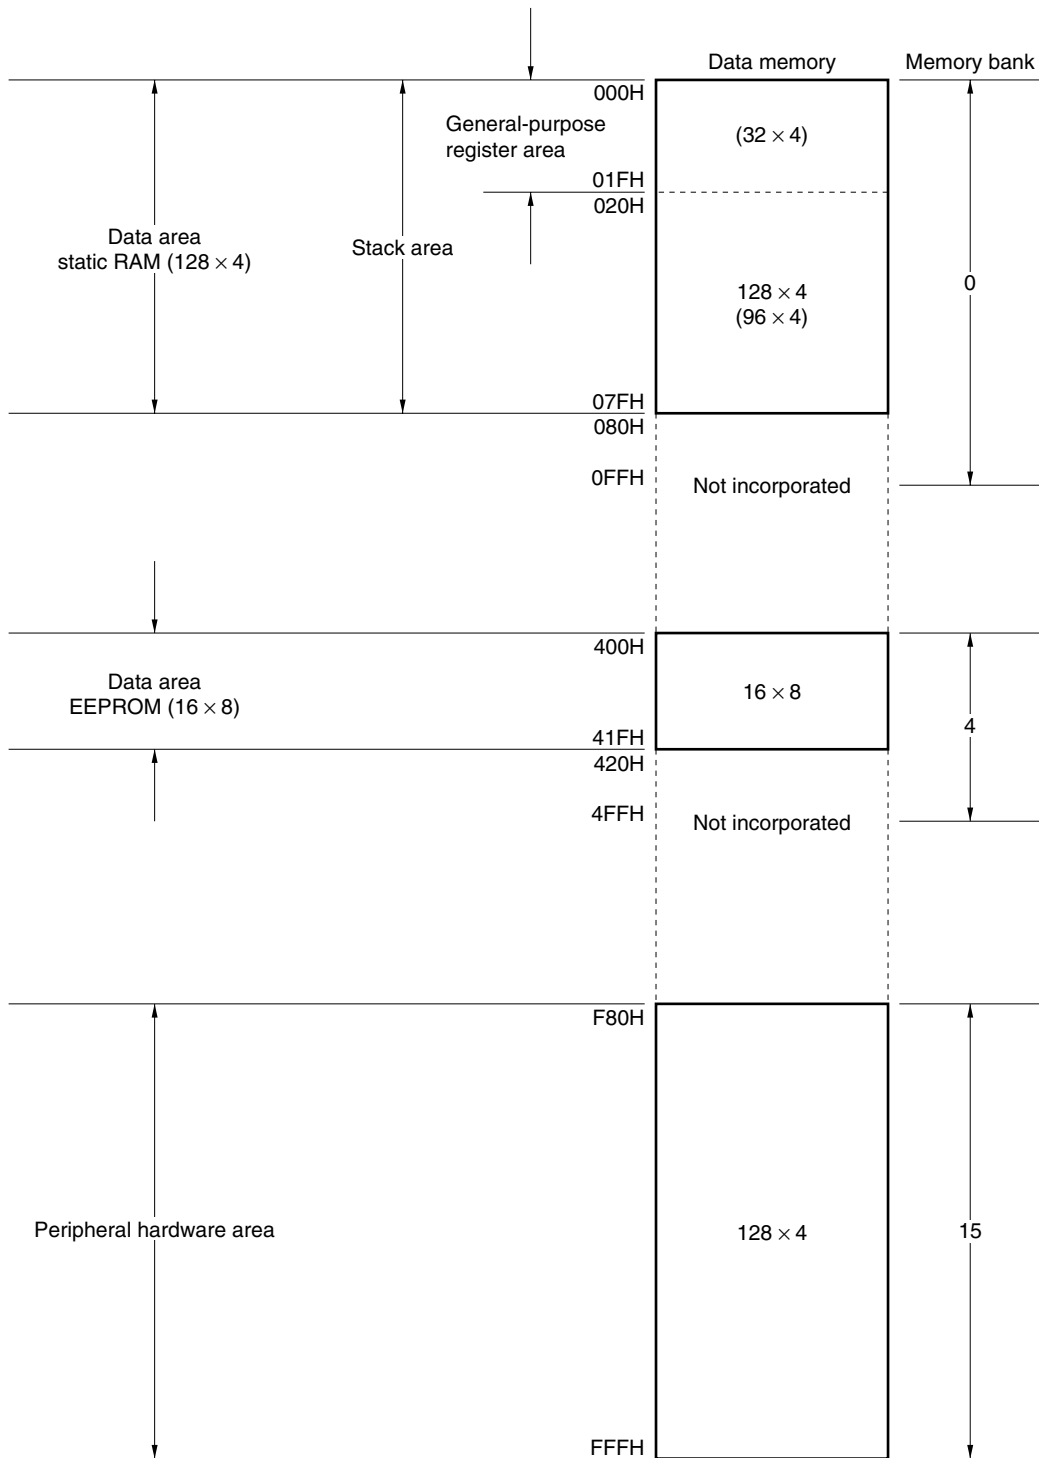 Data memory
Memory bank
000H
General-purpose
register area
(32 × 4)
01FH
020H
Data area
static RAM (128 × 4)
Stack area
128 × 4
(96 × 4)
0
07FH
080H
0FFH
Not incorporated
400H
Data area
EEPROM (16 × 8)
16 × 8
4
41FH
420H
4FFH
Not incorporated
F80H
Peripheral hardware area
128 × 4
15
FFFH